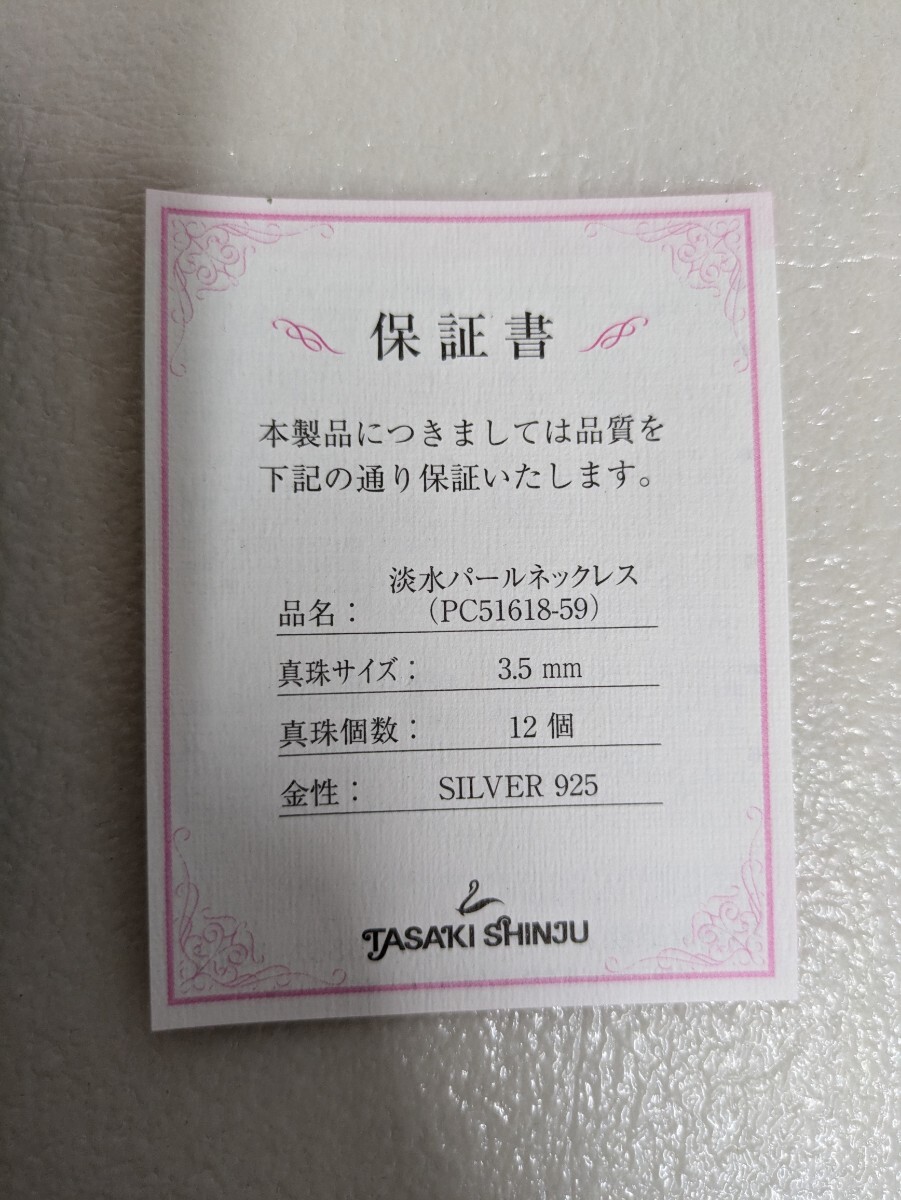 保証書
本製品につきましては品質を
下記の通り保証いたします。
淡水パールネックレス
品名： （PC51618-59）
真珠サイズ： 3.5 mm
真珠個数： 12 個
金性： SILVER 925
TASAKI SHINJU